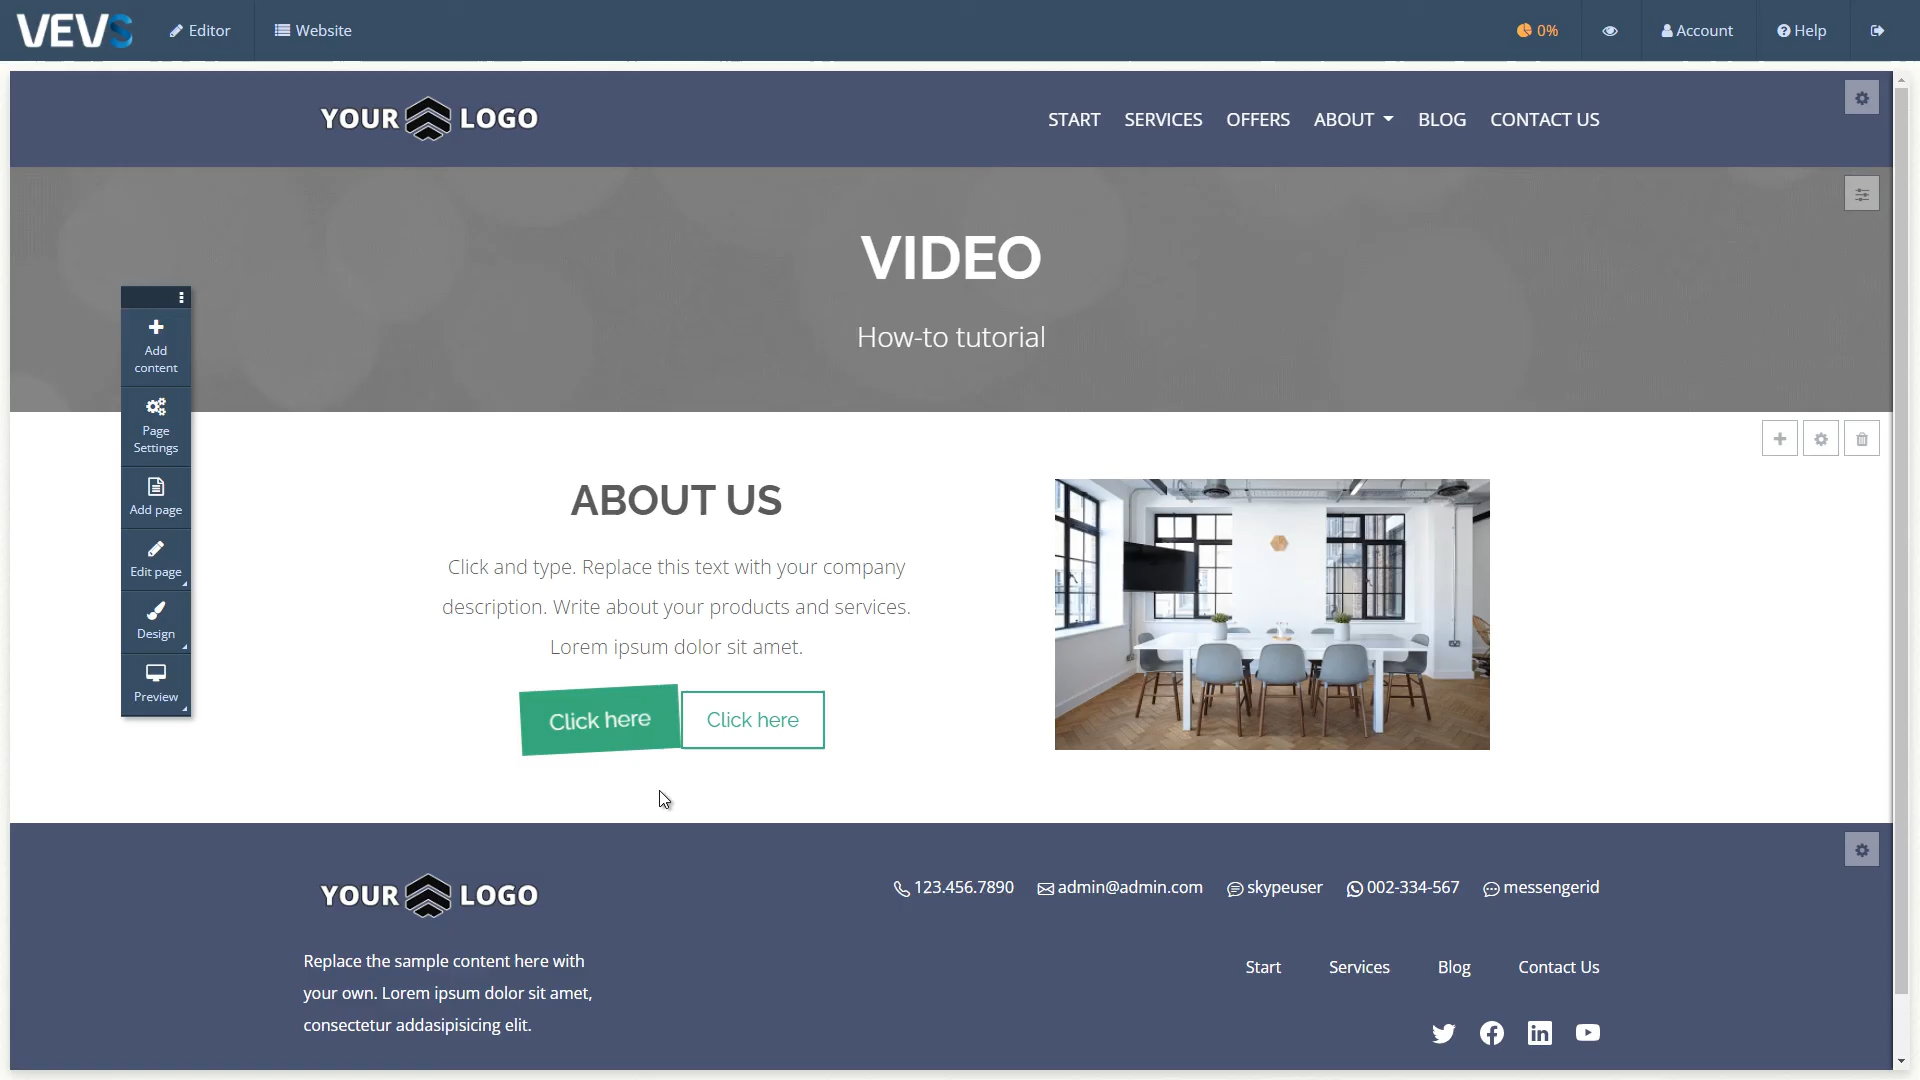 VEVS
Editor
Website
0%
Account
Help
YOUR LOGO
START
SERVICES
OFFERS
ABOUT
BLOG
CONTACT US
VIDEO
How-to tutorial
Add
content
Page
Settings
Add page
Edit page
Design
Preview
ABOUT US
Click and type. Replace this text with your company
description. Write about your products and services.
Lorem ipsum dolor sit amet.
Click here
Click here
YOUR LOGO
123.456.7890
admin@admin.com
skypeuser
002-334-567
messengerid
Replace the sample content here with
your own. Lorem ipsum dolor sit amet,
consectetur addasipisicing elit.
Start
Services
Blog
Contact Us